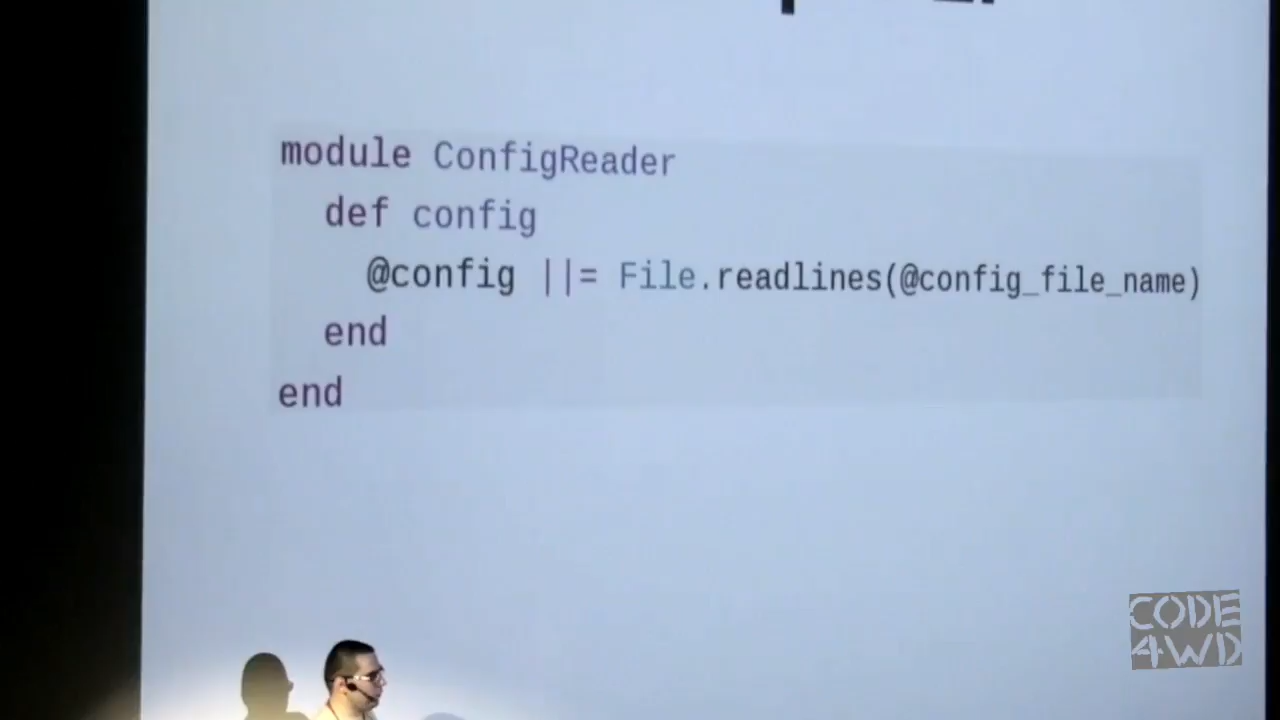 module ConfigReader
def config
@config ||= File.readlines(@config_file_name)
end
end
CODE
4WD